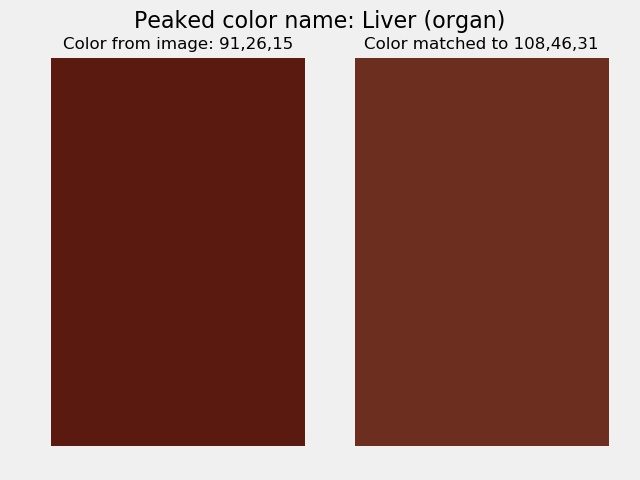 Peaked color name: Liver (organ)
Color from image: 91,26,15
Color matched to 108,46,31